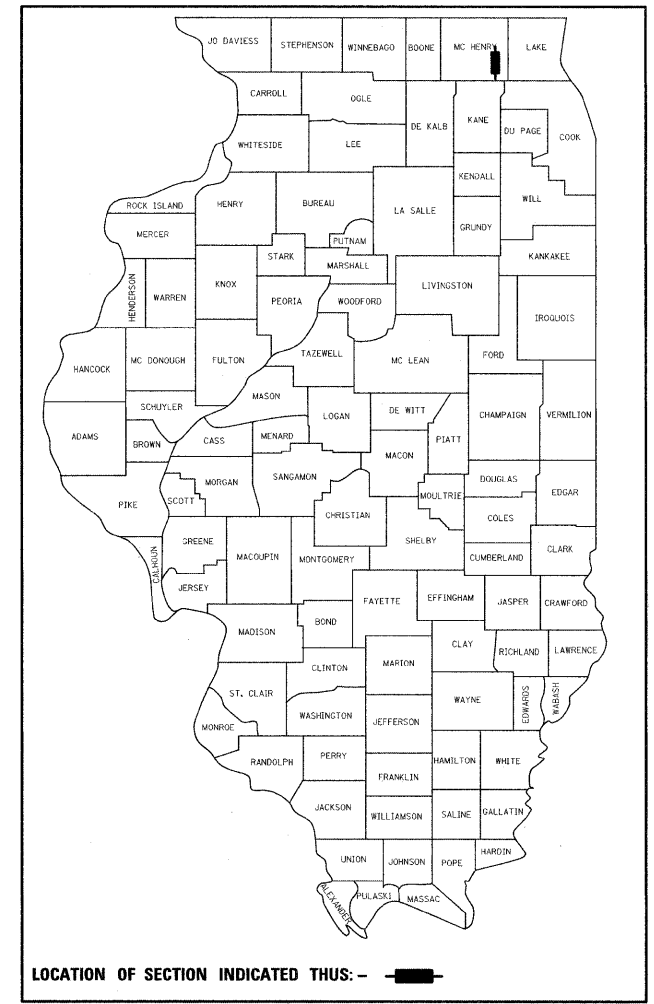 JO DAVIESS
STEPHENSON
WINNEBAGO
BOONE
MC HENRY
LAKE
CARROLL
OGLE
DE KALB
KANE
DU PAGE
COOK
WHITESIDE
LEE
KENDALL
WILL
ROCK ISLAND
HENRY
BUREAU
LA SALLE
GRUNDY
MERCER
PUTNAM
STARK
MARSHALL
KANKAKEE
HENDERSON
WARREN
KNOX
PEORIA
WOODFORD
LIVINGSTON
IROQUOIS
HANCOCK
MC DONOUGH
FULTON
TAZEWELL
MC LEAN
FORD
SCHUYLER
MASON
LOGAN
DE WITT
CHAMPAIGN
VERMILION
ADAMS
BROWN
CASS
MENARD
MACON
PIATT
PIKE
SCOTT
MORGAN
SANGAMON
CHRISTIAN
MOULTRIE
DOUGLAS
EDGAR
COLES
CALHOUN
GREENE
MACOUPIN
MONTGOMERY
SHELBY
CUMBERLAND
CLARK
JERSEY
MADISON
BOND
FAYETTE
EFFINGHAM
JASPER
CRAWFORD
CLINTON
MARION
CLAY
RICHLAND
LAWRENCE
ST. CLAIR
WASHINGTON
JEFFERSON
WAYNE
EDWARDS
WABASH
MONROE
RANDOLPH
PERRY
FRANKLIN
HAMILTON
WHITE
JACKSON
WILLIAMSON
SALINE
GALLATIN
UNION
JOHNSON
POPE
HARDIN
ALEXANDER
PULASKI
MASSAC
LOCATION OF SECTION INDICATED THUS: -